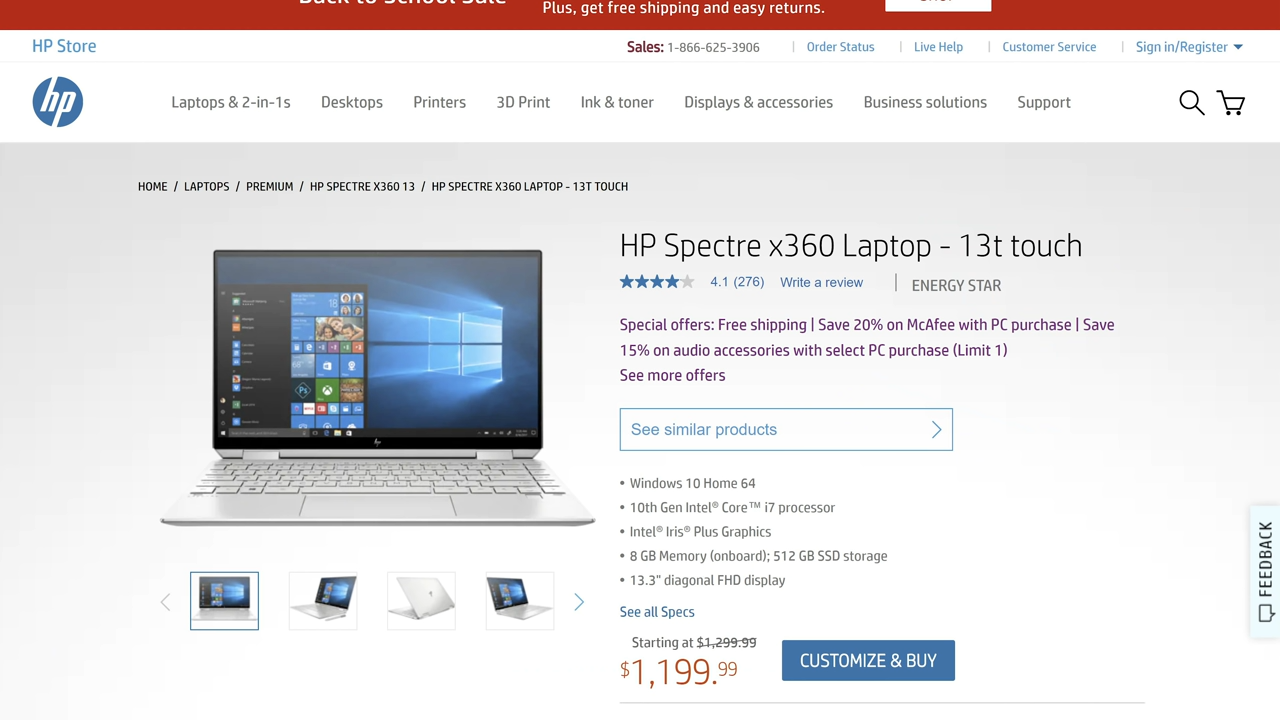 Back to School Sale
Plus, get free shipping and easy returns.
HP Store
Sales: 1-866-625-3906
Order Status
Live Help
Customer Service
Sign in/Register
hp
Laptops & 2-in-1s
Desktops
Printers
3D Print
Ink & toner
Displays & accessories
Business solutions
Support
HOME / LAPTOPS / PREMIUM / HP SPECTRE X360 13 / HP SPECTRE X360 LAPTOP - 13T TOUCH
HP Spectre x360 Laptop - 13t touch
4.1 (276) Write a review
ENERGY STAR
Special offers: Free shipping | Save 20% on McAfee with PC purchase | Save
15% on audio accessories with select PC purchase (Limit 1)
See more offers
See similar products
• Windows 10 Home 64
• 10th Gen Intel® Core™ i7 processor
• Intel® Iris® Plus Graphics
• 8 GB Memory (onboard); 512 GB SSD storage
• 13.3" diagonal FHD display
See all Specs
Starting at $1,299.99
$1,199.99
CUSTOMIZE & BUY
FEEDBACK